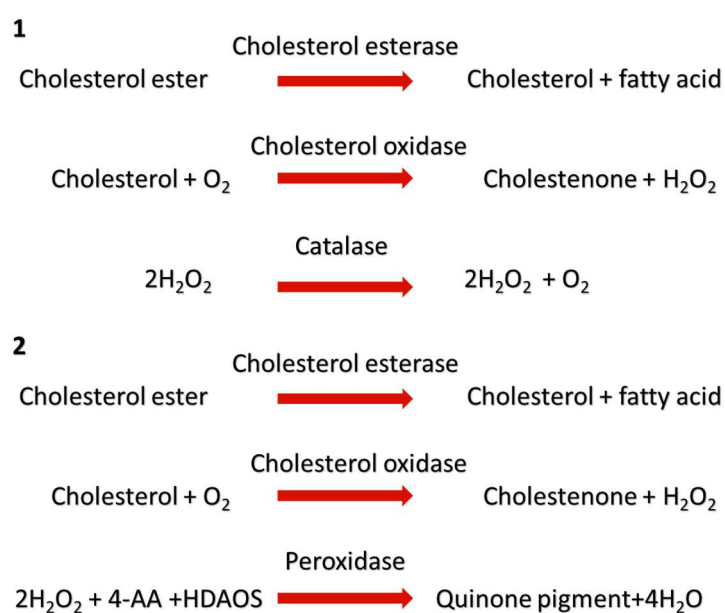 1
Cholesterol esterase
Cholesterol ester Cholesterol + fatty acid
Cholesterol oxidase
Cholesterol + O₂ Cholestenone + H₂O₂
Catalase
2H₂O₂ 2H₂O₂ + O₂
2
Cholesterol esterase
Cholesterol ester Cholesterol + fatty acid
Cholesterol oxidase
Cholesterol + O₂ Cholestenone + H₂O₂
Peroxidase
2H₂O₂ + 4-AA +HDAOS Quinone pigment+4H₂O